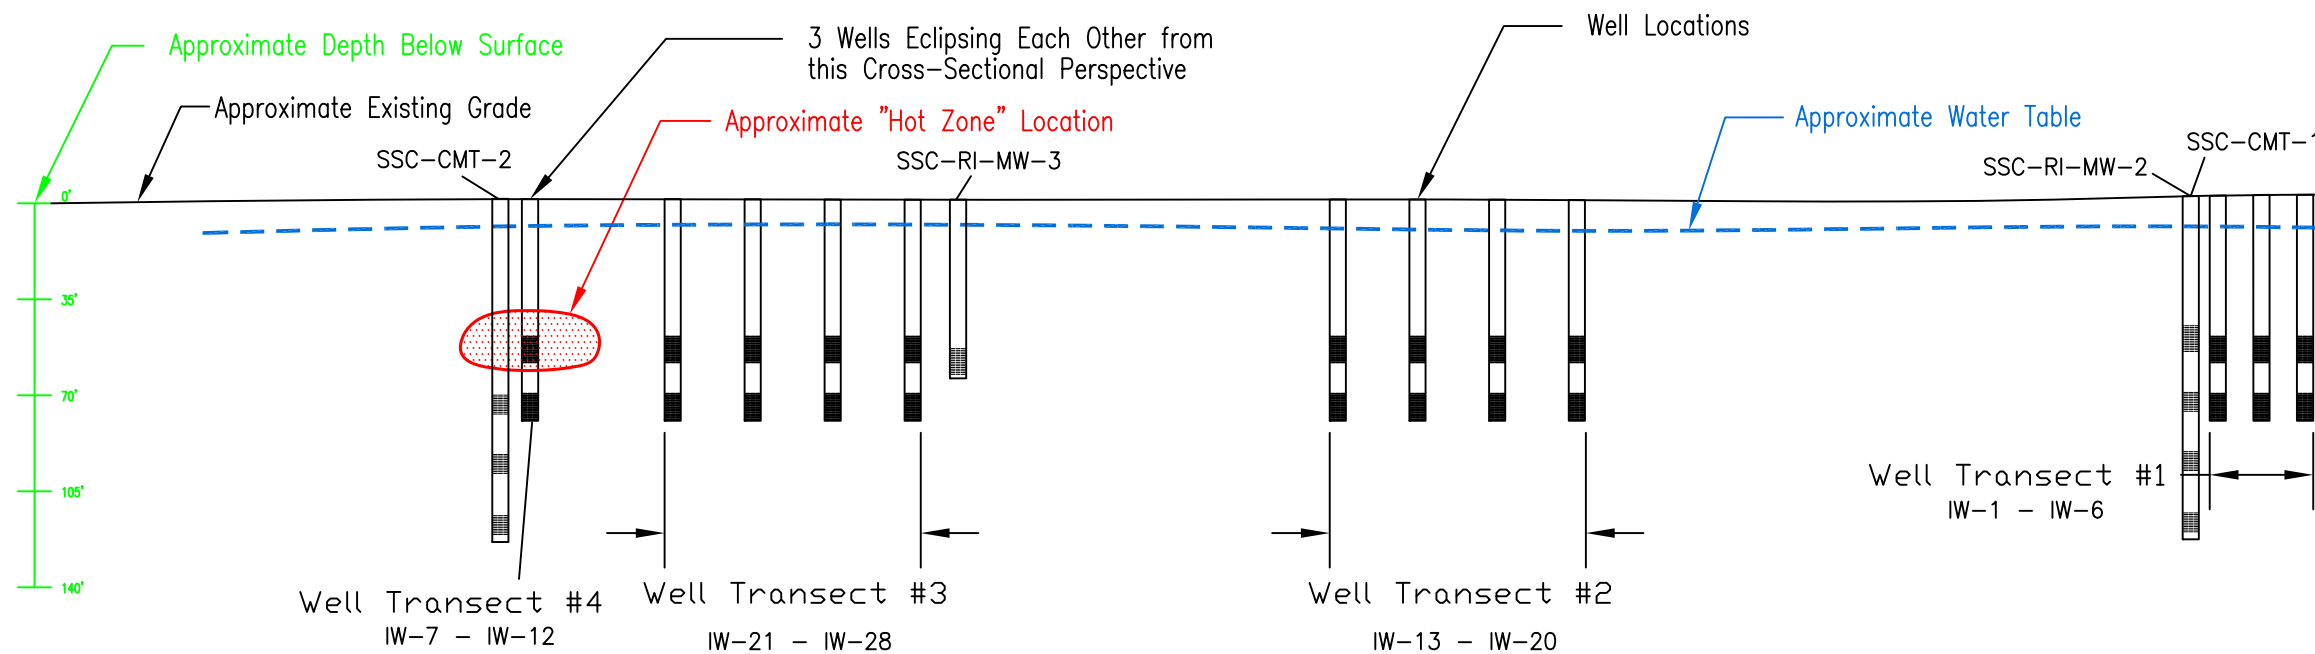 Well Locations
3 Wells Eclipsing Each Other from
this Cross-Sectional Perspective
Approximate Depth Below Surface
Approximate Existing Grade
Approximate "Hot Zone" Location
Approximate Water Table
SSC-CMT-1
SSC-CMT-2
SSC-RI-MW-3
SSC-RI-MW-2
0'
35'
70'
105'
140'
Well Transect #1
IW-1 - IW-6
Well Transect #4
IW-7 - IW-12
Well Transect #3
IW-21 - IW-28
Well Transect #2
IW-13 - IW-20